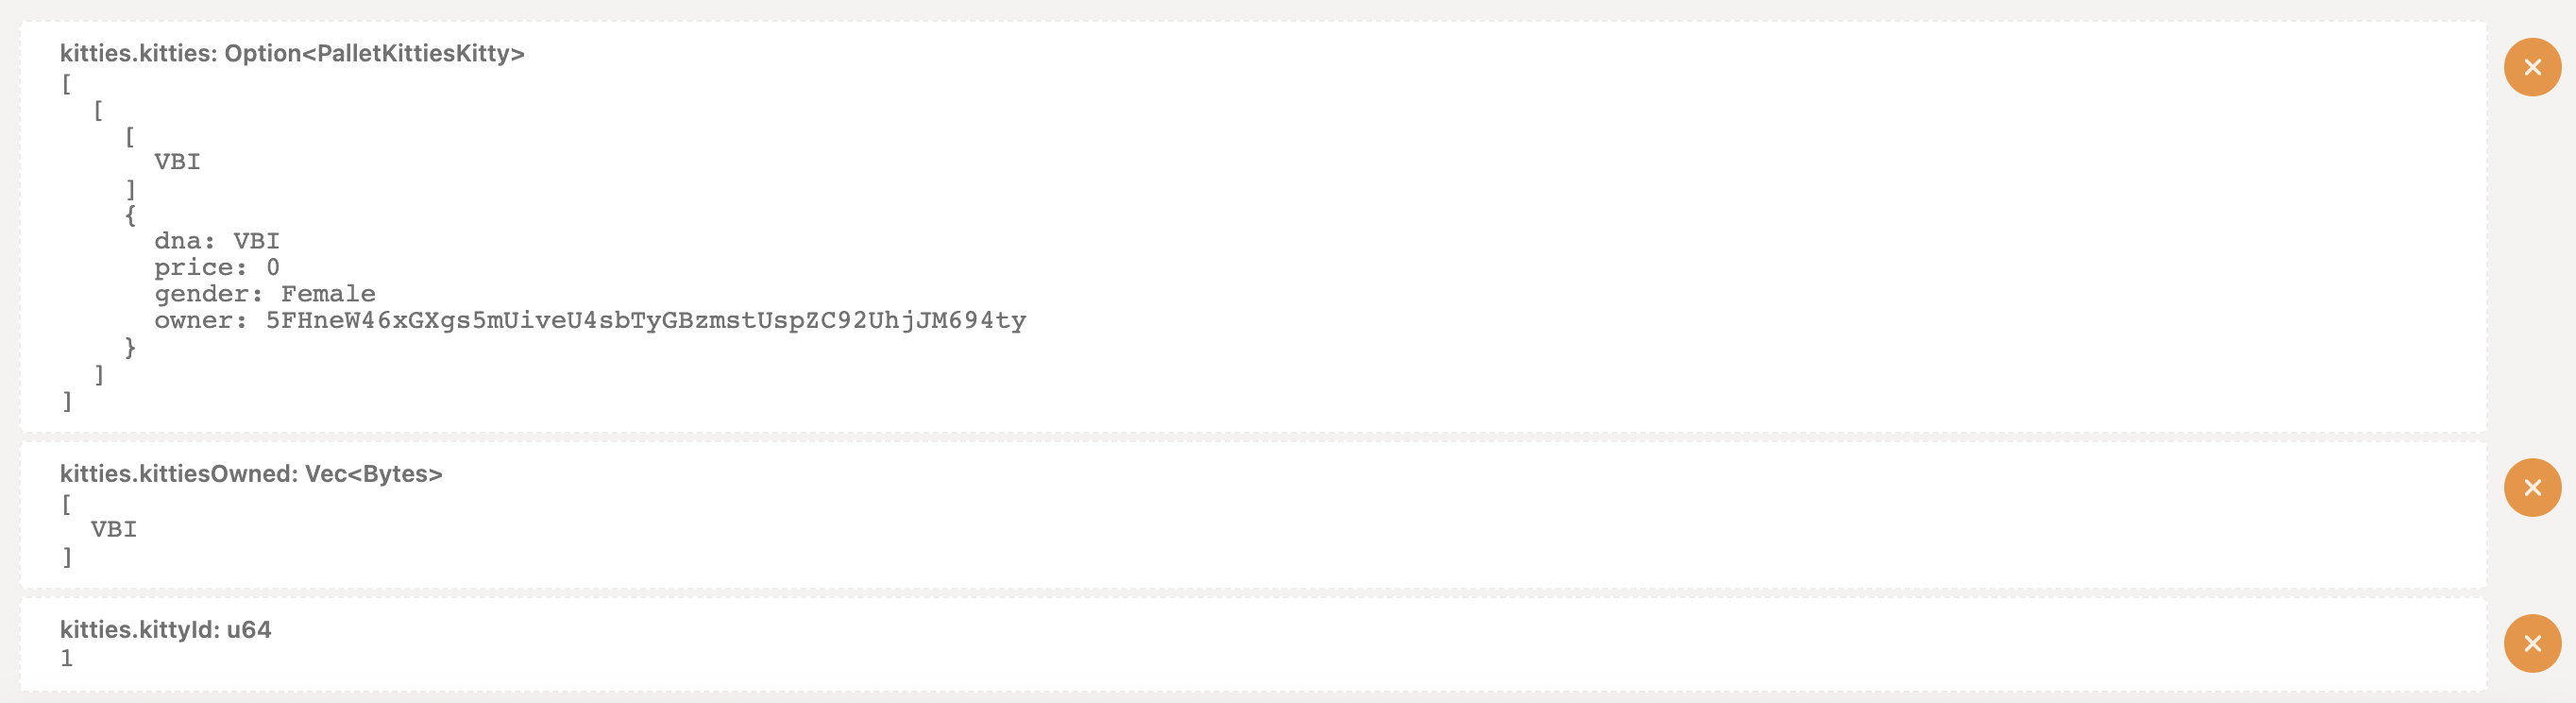 kitties.kitties: Option<PalletKittiesKitty>
[
[
[
VBI
]
{
dna: VBI
price: 0
gender: Female
owner: 5FHneW46xGXgs5mUiveU4sbTyGBzmstUspZC92UhjJM694ty
}
]
]
kitties.kittiesOwned: Vec<Bytes>
[
VBI
]
kitties.kittyId: u64
1